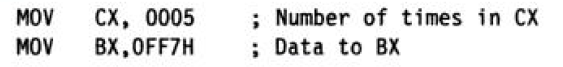 MOV CX, 0005 ; Number of times in CX
MOV BX,0FF7H ; Data to BX